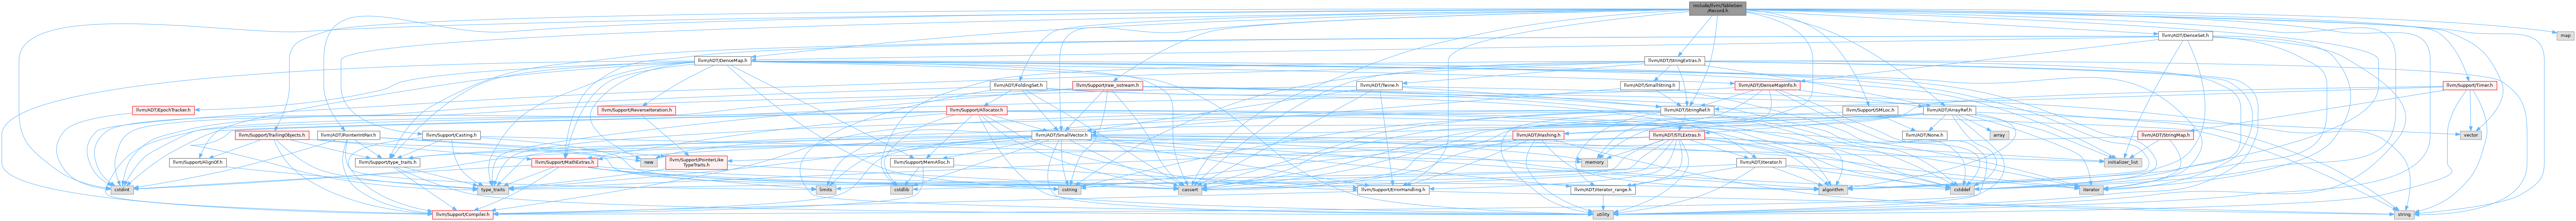 include/llvm/TableGen
/Record.h
map
llvm/ADT/DenseSet.h
llvm/ADT/DenseMap.h
llvm/ADT/StringExtras.h
llvm/ADT/FoldingSet.h
llvm/Support/raw_ostream.h
llvm/ADT/Twine.h
llvm/ADT/SmallString.h
llvm/ADT/DenseMapInfo.h
llvm/Support/Timer.h
llvm/ADT/EpochTracker.h
llvm/Support/ReverseIteration.h
llvm/Support/Allocator.h
llvm/ADT/StringRef.h
llvm/Support/SMLoc.h
llvm/ADT/ArrayRef.h
llvm/Support/TrailingObjects.h
llvm/ADT/PointerIntPair.h
llvm/Support/Casting.h
llvm/ADT/SmallVector.h
llvm/ADT/Hashing.h
llvm/ADT/STLExtras.h
llvm/ADT/None.h
array
llvm/ADT/StringMap.h
vector
llvm/Support/AlignOf.h
llvm/Support/type_traits.h
llvm/Support/MathExtras.h
new
llvm/Support/PointerLike
TypeTraits.h
llvm/Support/MemAlloc.h
memory
llvm/ADT/iterator.h
initializer_list
cstdint
type_traits
limits
cstdlib
cstring
cassert
llvm/Support/ErrorHandling.h
llvm/ADT/iterator_range.h
algorithm
cstddef
iterator
llvm/Support/Compiler.h
utility
string